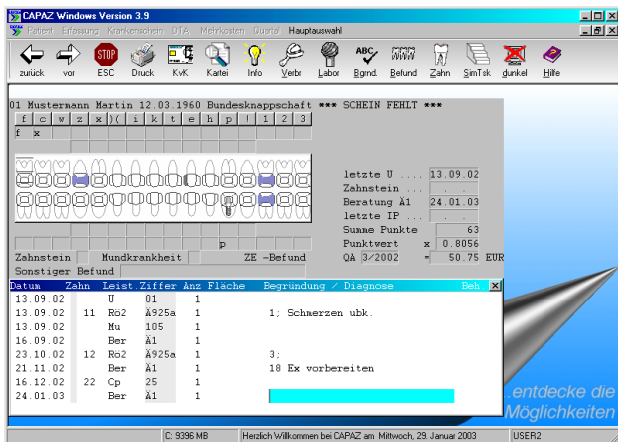 CAPAZ Windows Version 3.9
Patient Erfassung Krankenschein DTA Mehrkosten Quartal Hauptauswahl
STOP ABC
zurück vor ESC Druck KvK Kartei Info Verbr Labor Bgrnd. Befund Zahn SimTsk dunkel Hilfe
01 Mustermann Martin 12.03.1960 Bundesknappschaft *** SCHEIN FEHLT ***
f c w z x )( i k t e h p ! 1 2 3
f x
letzte U .... 13.09.02
Zahnstein ... . .
Beratung Ä1 24.01.03
letzte IP ... . .
Summe Punkte 63
p Punktwert x 0.8056
Zahnstein Mundkrankheit ZE -Befund QÄ 3/2002 = 50.75 EUR
Sonstiger Befund
Datum Zahn Leist.Ziffer Anz Fläche Begründung / Diagnose Beh.
13.09.02 U 01 1
13.09.02 11 Rö2 Ä925a 1 1; Schmerzen ubk.
13.09.02 Mu 105 1
16.09.02 Ber Ä1 1
23.10.02 12 Rö2 Ä925a 1 3;
21.11.02 Ber Ä1 1 18 Ex vorbereiten
16.12.02 22 Cp 25 1
24.01.03 Ber Ä1 1
..entdecke die
Möglichkeiten
C: 9396 MB Herzlich Willkommen bei CAPAZ am Mittwoch, 29. Januar 2003 USER2